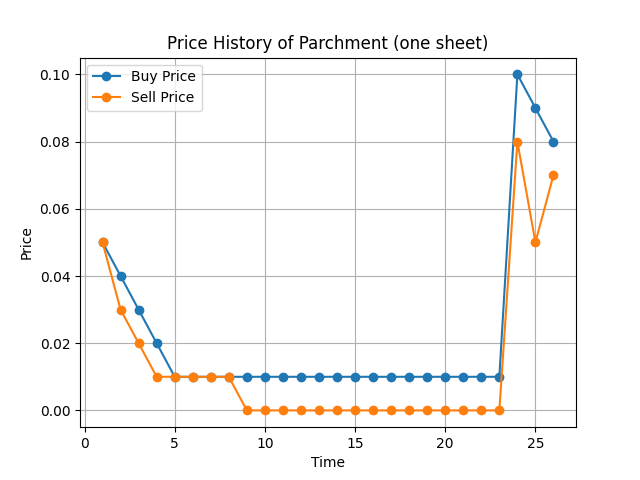 Price History of Parchment (one sheet)
Buy Price
Sell Price
0.10
0.08
0.06
0.04
0.02
0.00
Price
0 5 10 15 20 25
Time